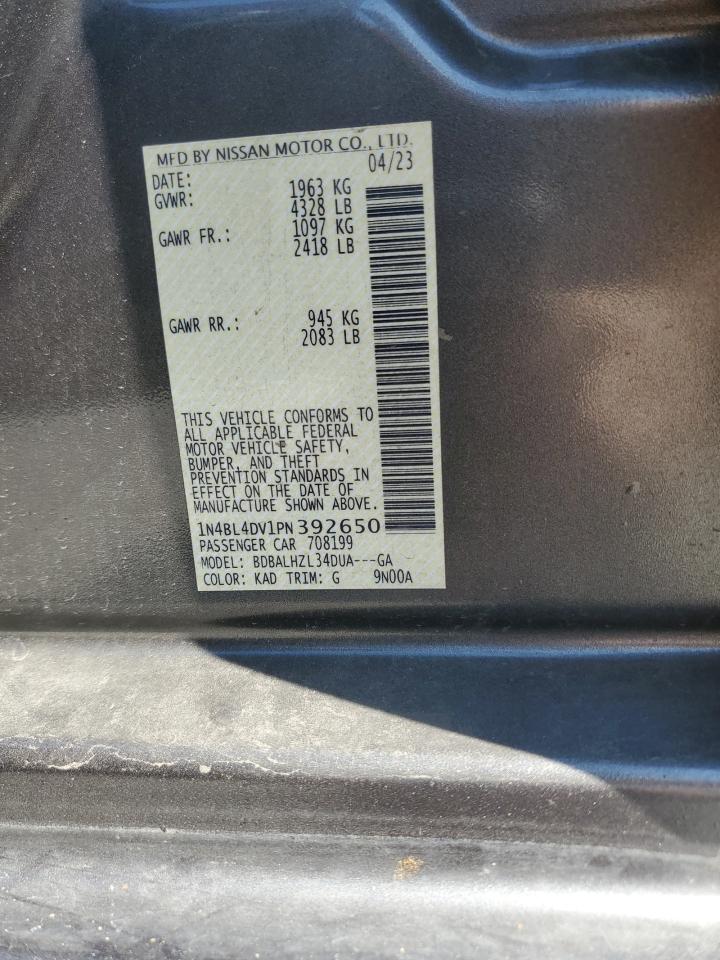 MFD BY NISSAN MOTOR CO., LTD.
DATE: 04/23
GVWR: 1963 KG
4328 LB
GAWR FR.: 1097 KG
2418 LB
GAWR RR.: 945 KG
2083 LB
THIS VEHICLE CONFORMS TO
ALL APPLICABLE FEDERAL
MOTOR VEHICLE SAFETY,
BUMPER, AND THEFT
PREVENTION STANDARDS IN
EFFECT ON THE DATE OF
MANUFACTURE SHOWN ABOVE.
1N4BL4DV1PN392650
PASSENGER CAR 708199
MODEL: BDBALHZL34DUA---GA
COLOR: KAD TRIM: G 9N00A